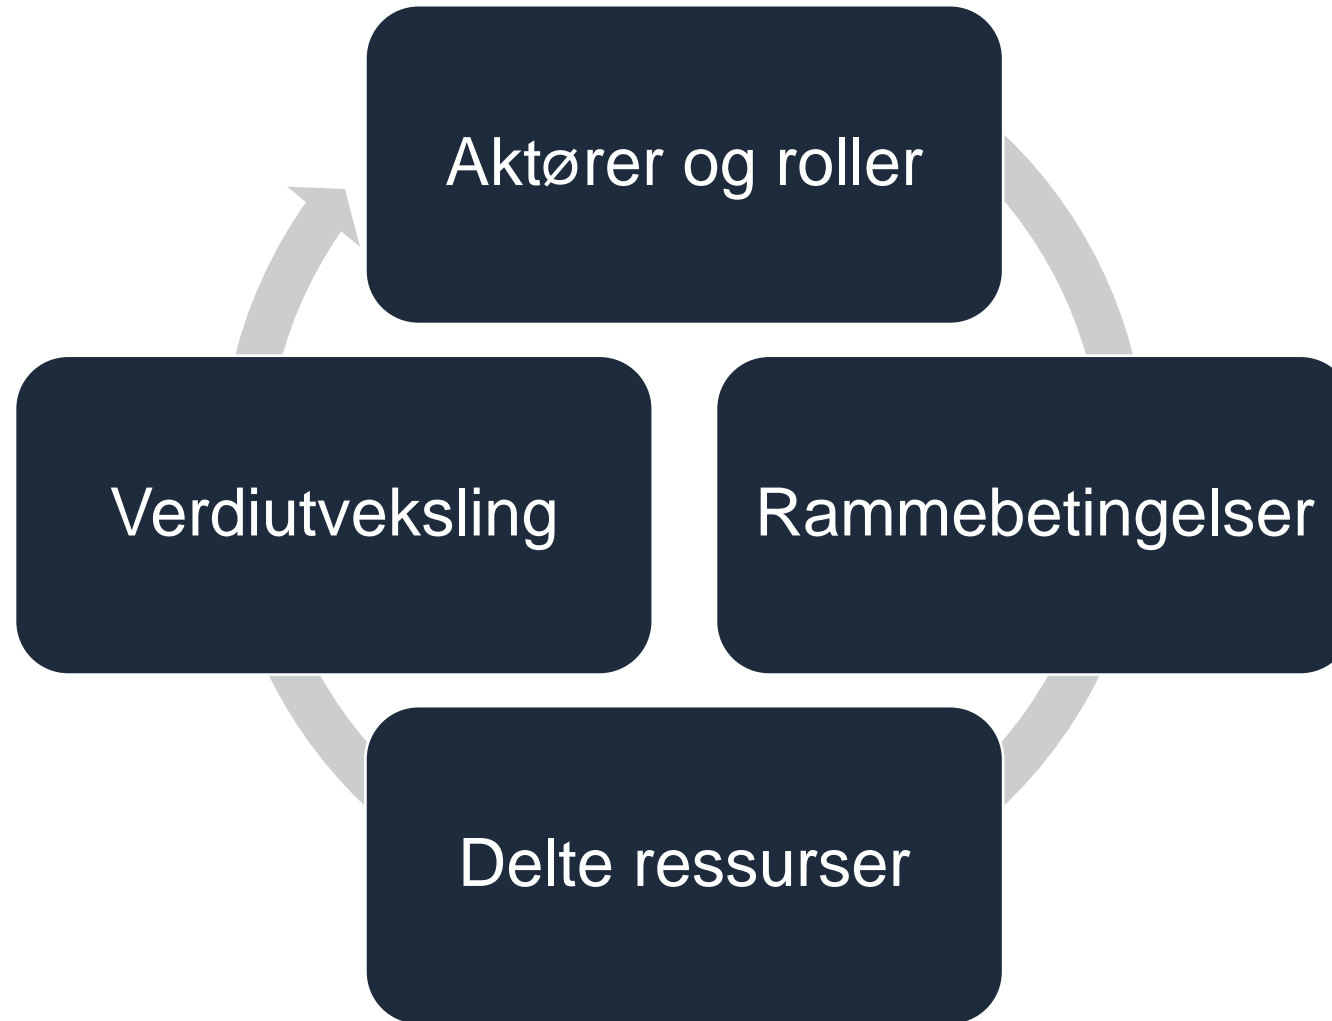 Aktører og roller
Verdiutveksling
Rammebetingelser
Delte ressurser